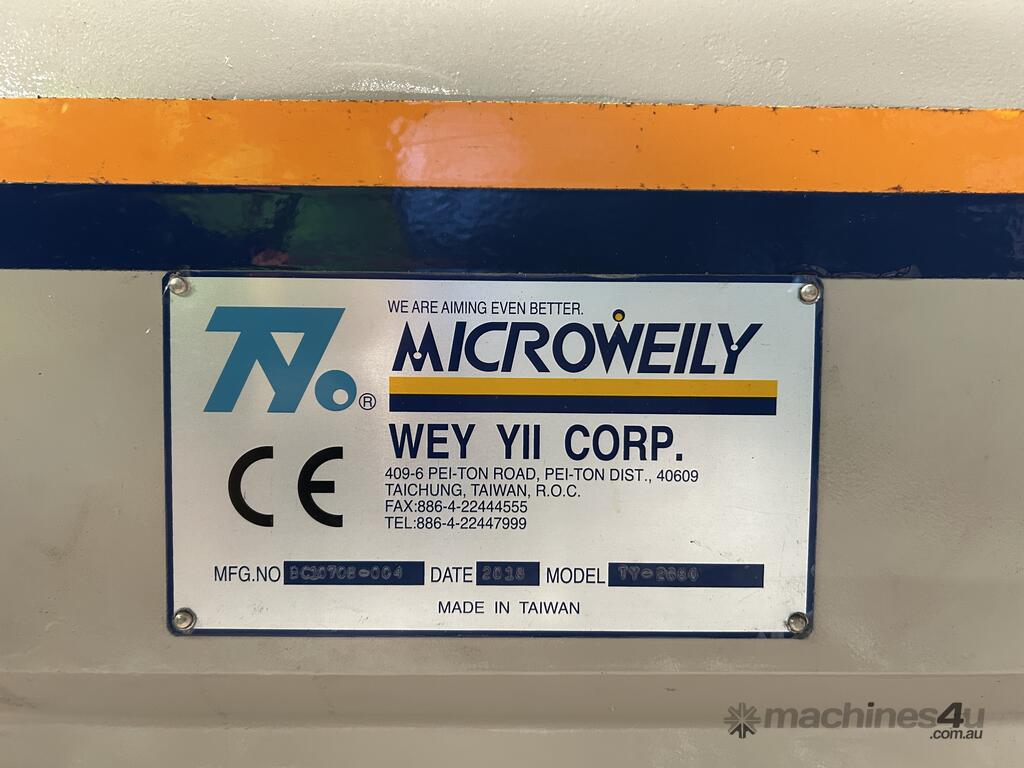 WE ARE AIMING EVEN BETTER.
MICROWEILY
TY®
WEY YII CORP.
CE
409-6 PEI-TON ROAD, PEI-TON DIST., 40609
TAICHUNG, TAIWAN, R.O.C.
FAX:886-4-22444555
TEL:886-4-22447999
MFG.NO DATE 2018 MODEL
MADE IN TAIWAN
machines4u
.com.au